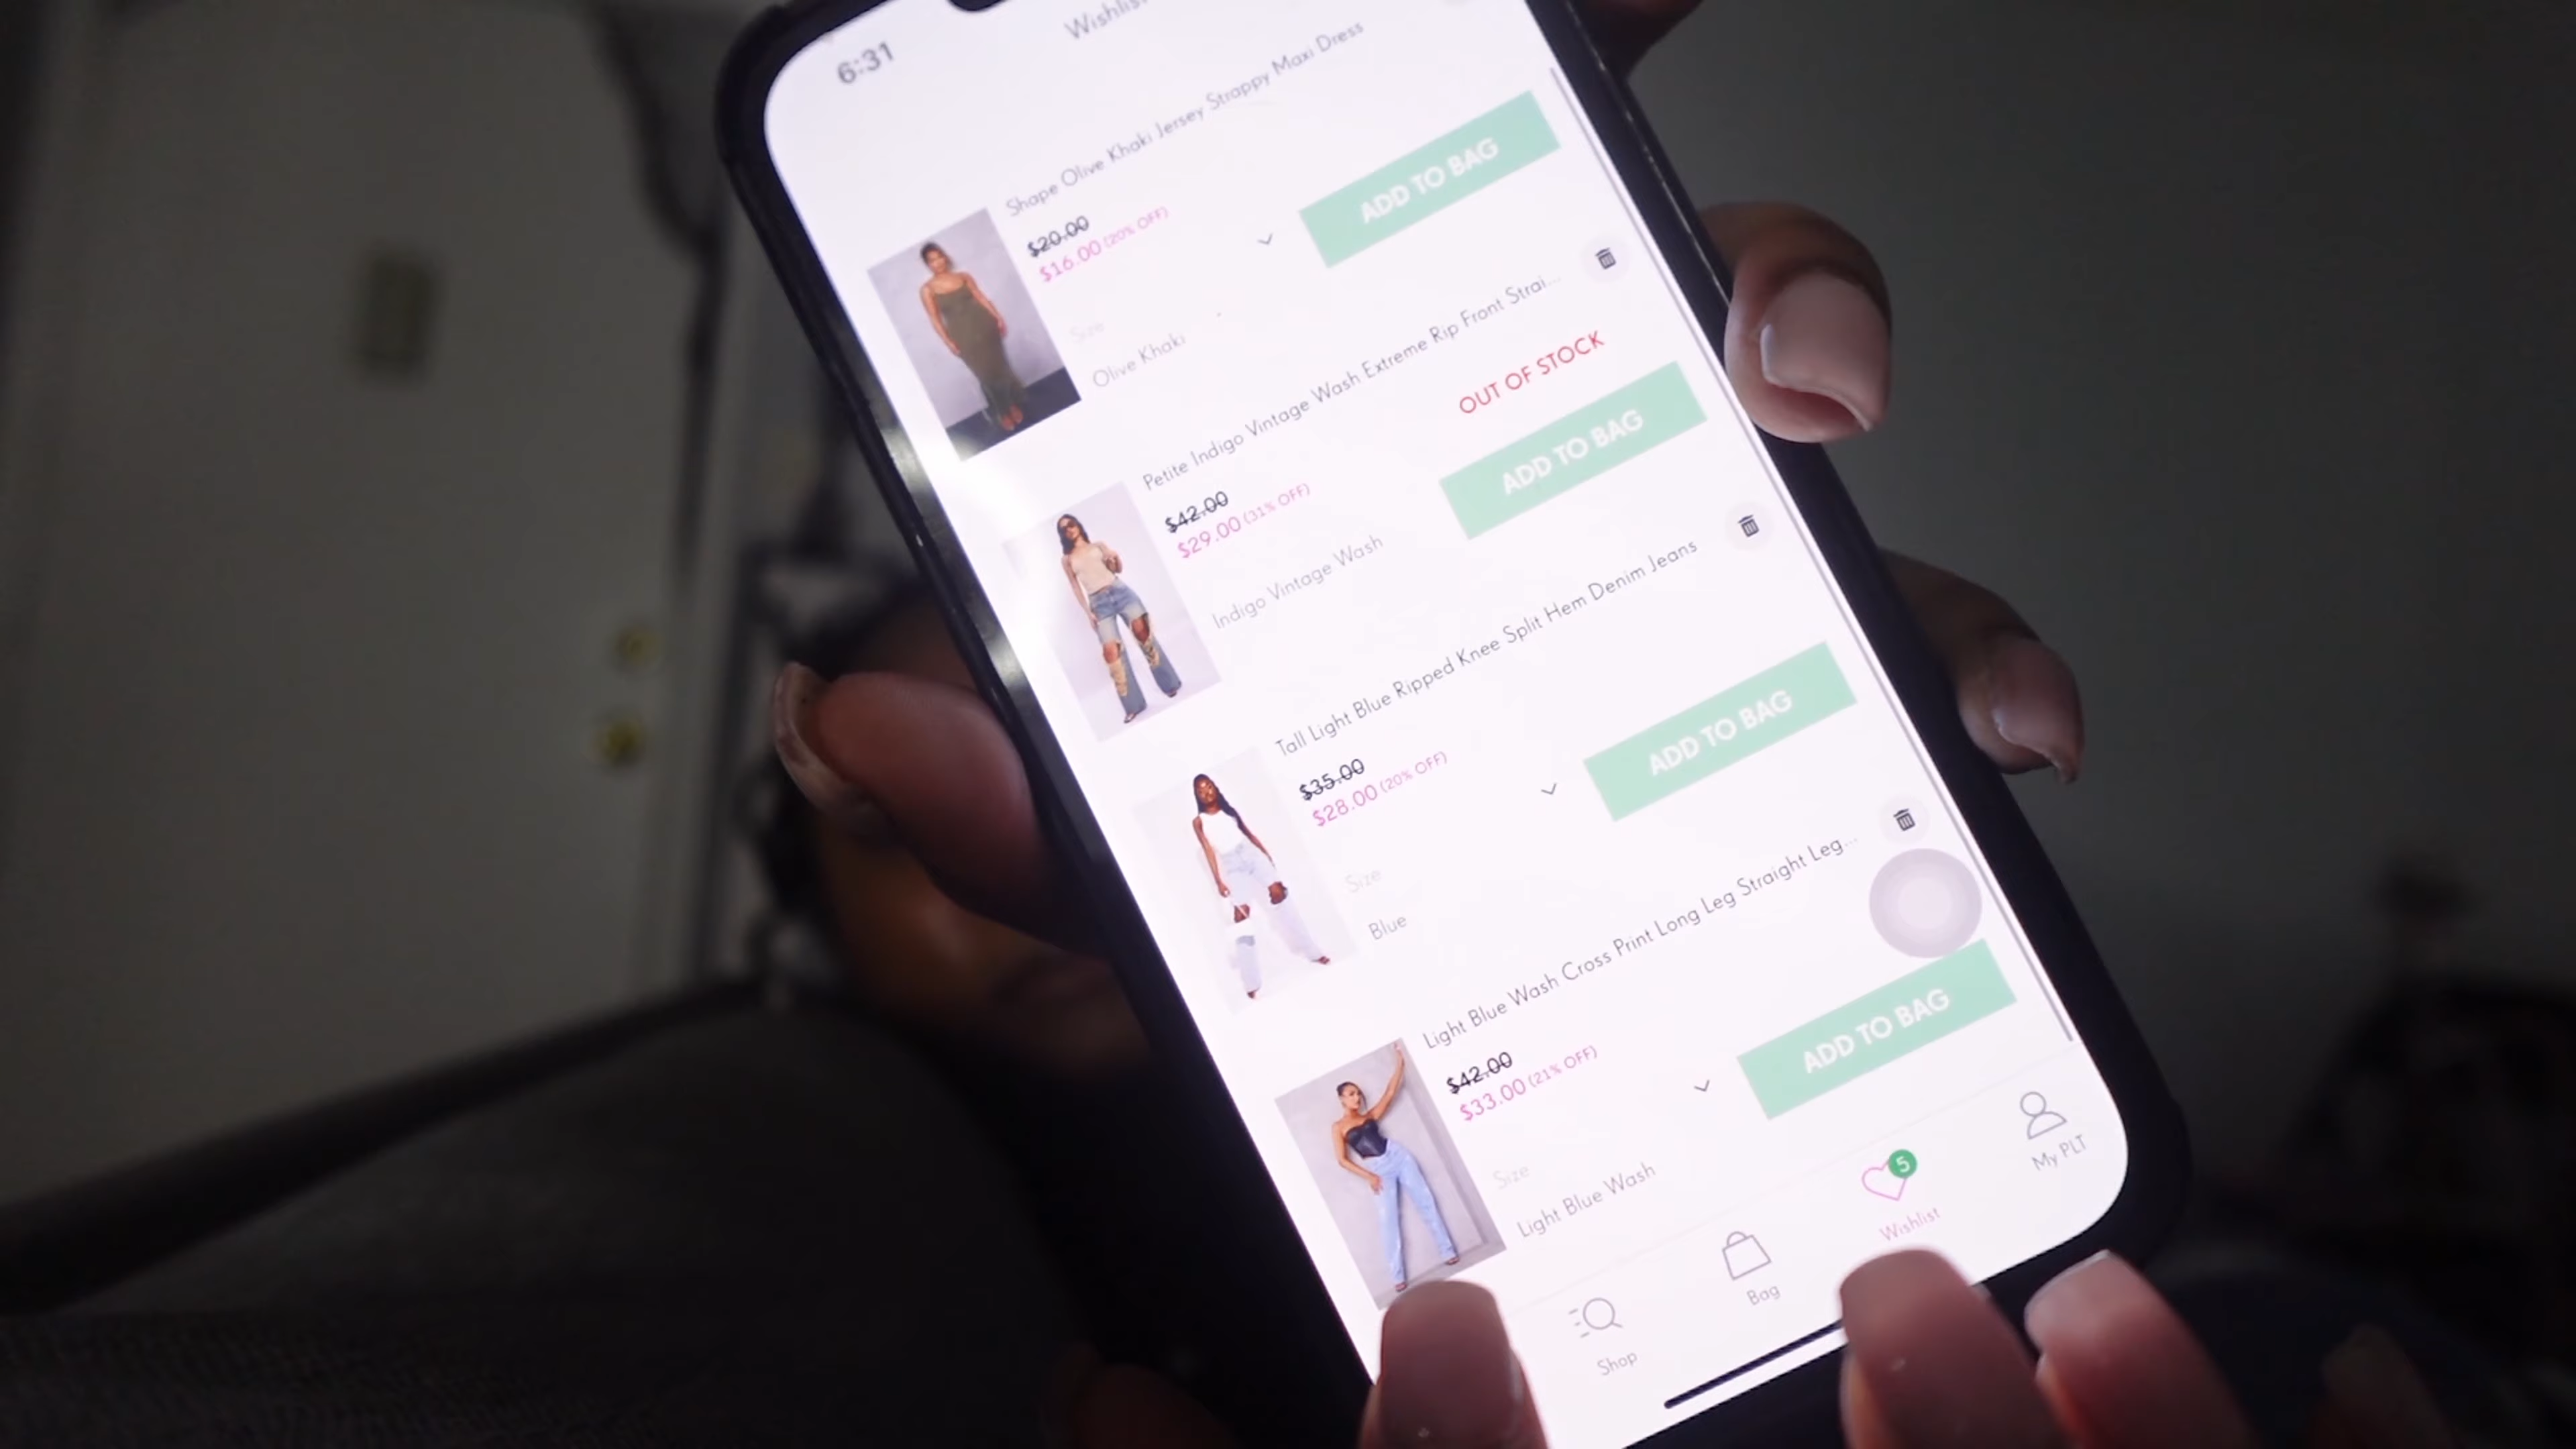 6:31
Wishlist
Shape Olive Khaki Jersey Strappy Maxi Dress
$20.00
$16.00 (20% OFF)
ADD TO BAG
Size
Olive Khaki
Petite Indigo Vintage Wash Extreme Rip Front Strai...
$42.00
$29.00 (31% OFF)
OUT OF STOCK
ADD TO BAG
Indigo Vintage Wash
Tall Light Blue Ripped Knee Split Hem Denim Jeans
$35.00
$28.00 (20% OFF)
ADD TO BAG
Size
Blue
Light Blue Wash Cross Print Long Leg Straight Leg...
$42.00
$33.00 (21% OFF)
ADD TO BAG
Size
Light Blue Wash
Shop
Bag
5
Wishlist
My PLT